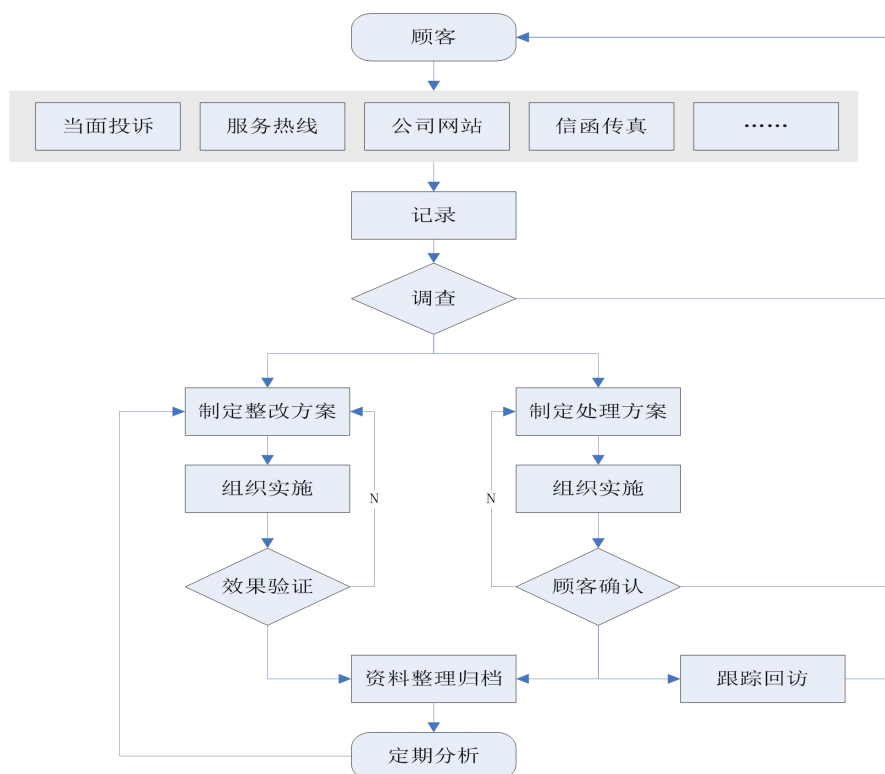 顾客
当面投诉 服务热线 公司网站 信函传真 ……
记录
调查
制定整改方案 制定处理方案
组织实施 组织实施
N N
效果验证 顾客确认
资料整理归档 跟踪回访
定期分析